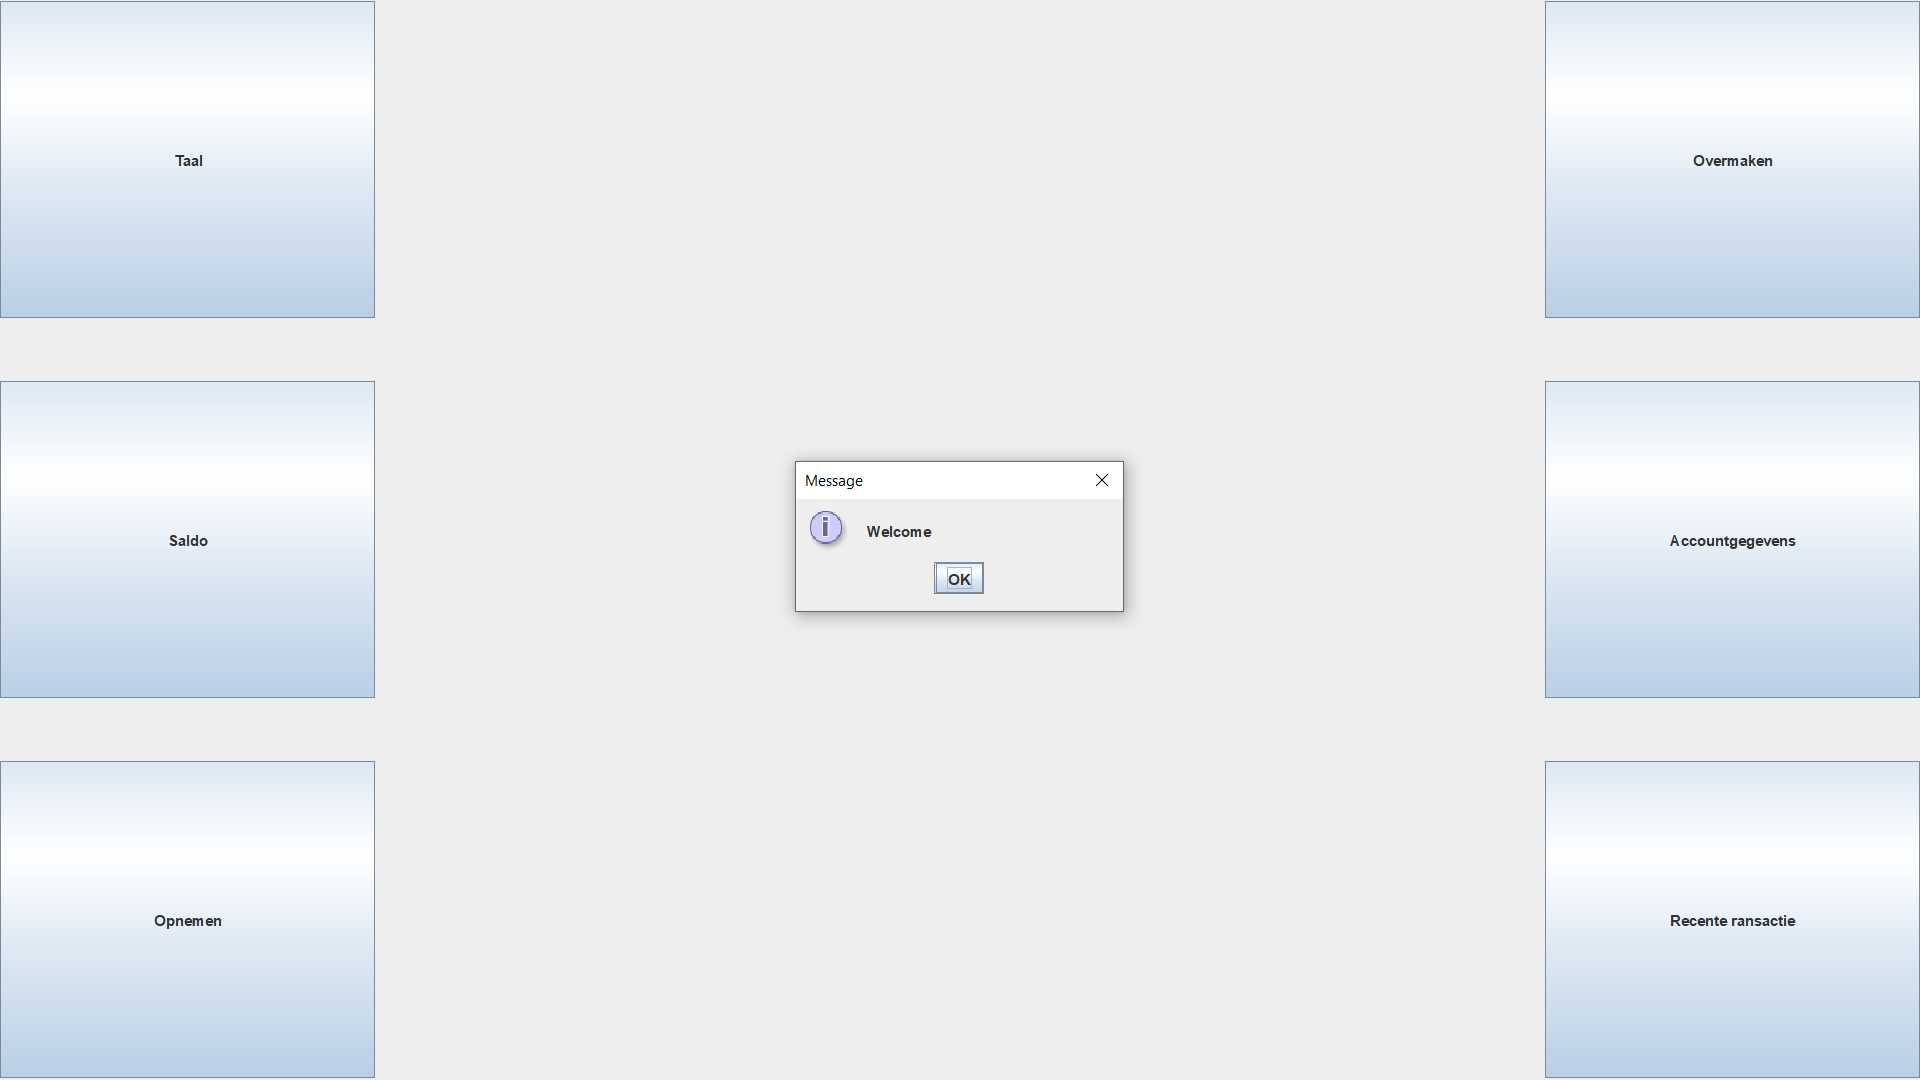 Taal
Overmaken
Message
Welcome
OK
Saldo
Accountgegevens
Opnemen
Recente ransactie